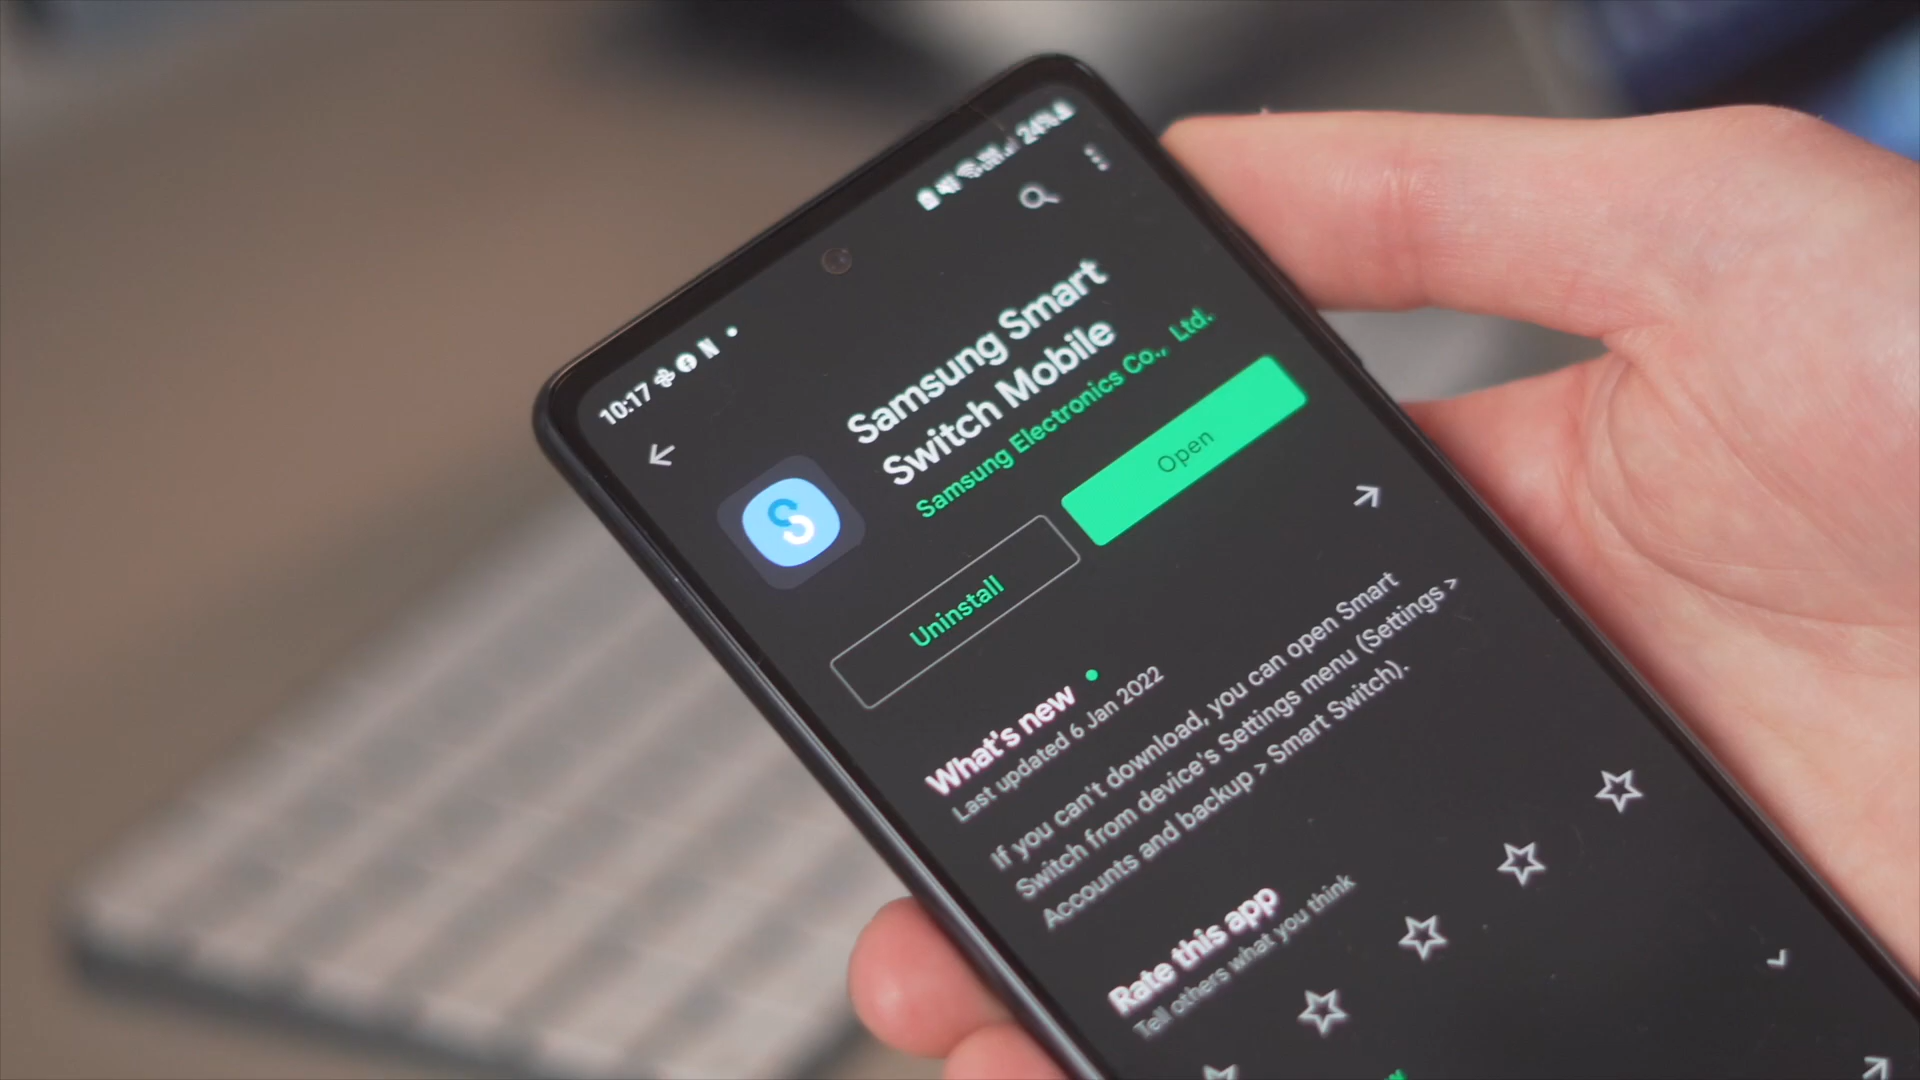 10:17
24%
Samsung Smart
Switch Mobile
Samsung Electronics Co., Ltd.
Uninstall
Open
What's new
Last updated 6 Jan 2022
If you can't download, you can open Smart
Switch from device's Settings menu (Settings >
Accounts and backup > Smart Switch).
Rate this app
Tell others what you think